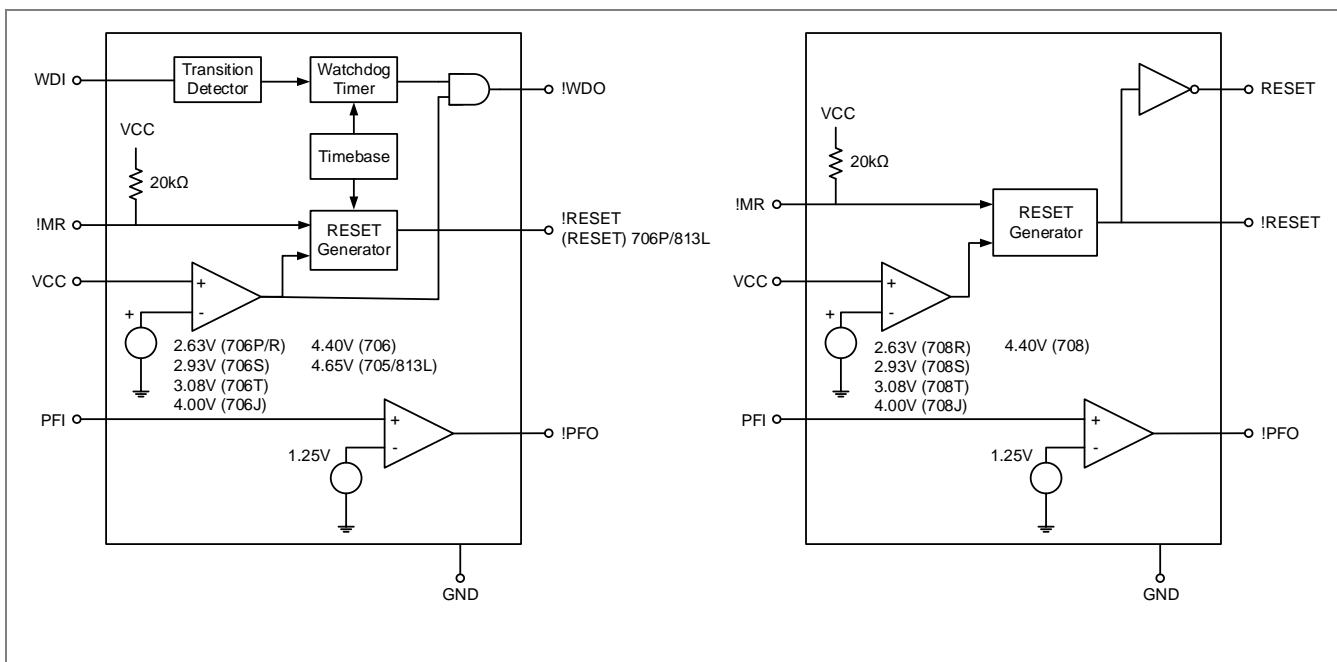 WDI
Transition
Detector
Watchdog
Timer
!WDO
VCC
20kΩ
Timebase
!MR
RESET
Generator
!RESET
(RESET) 706P/813L
VCC
+
-
+
2.63V (706P/R)
4.40V (706)
2.93V (706S)
4.65V (705/813L)
3.08V (706T)
4.00V (706J)
PFI
+
-
!PFO
1.25V
GND
RESET
VCC
20kΩ
!MR
RESET
Generator
!RESET
VCC
+
-
+
2.63V (708R)
4.40V (708)
2.93V (708S)
3.08V (708T)
4.00V (708J)
PFI
+
-
!PFO
1.25V
GND